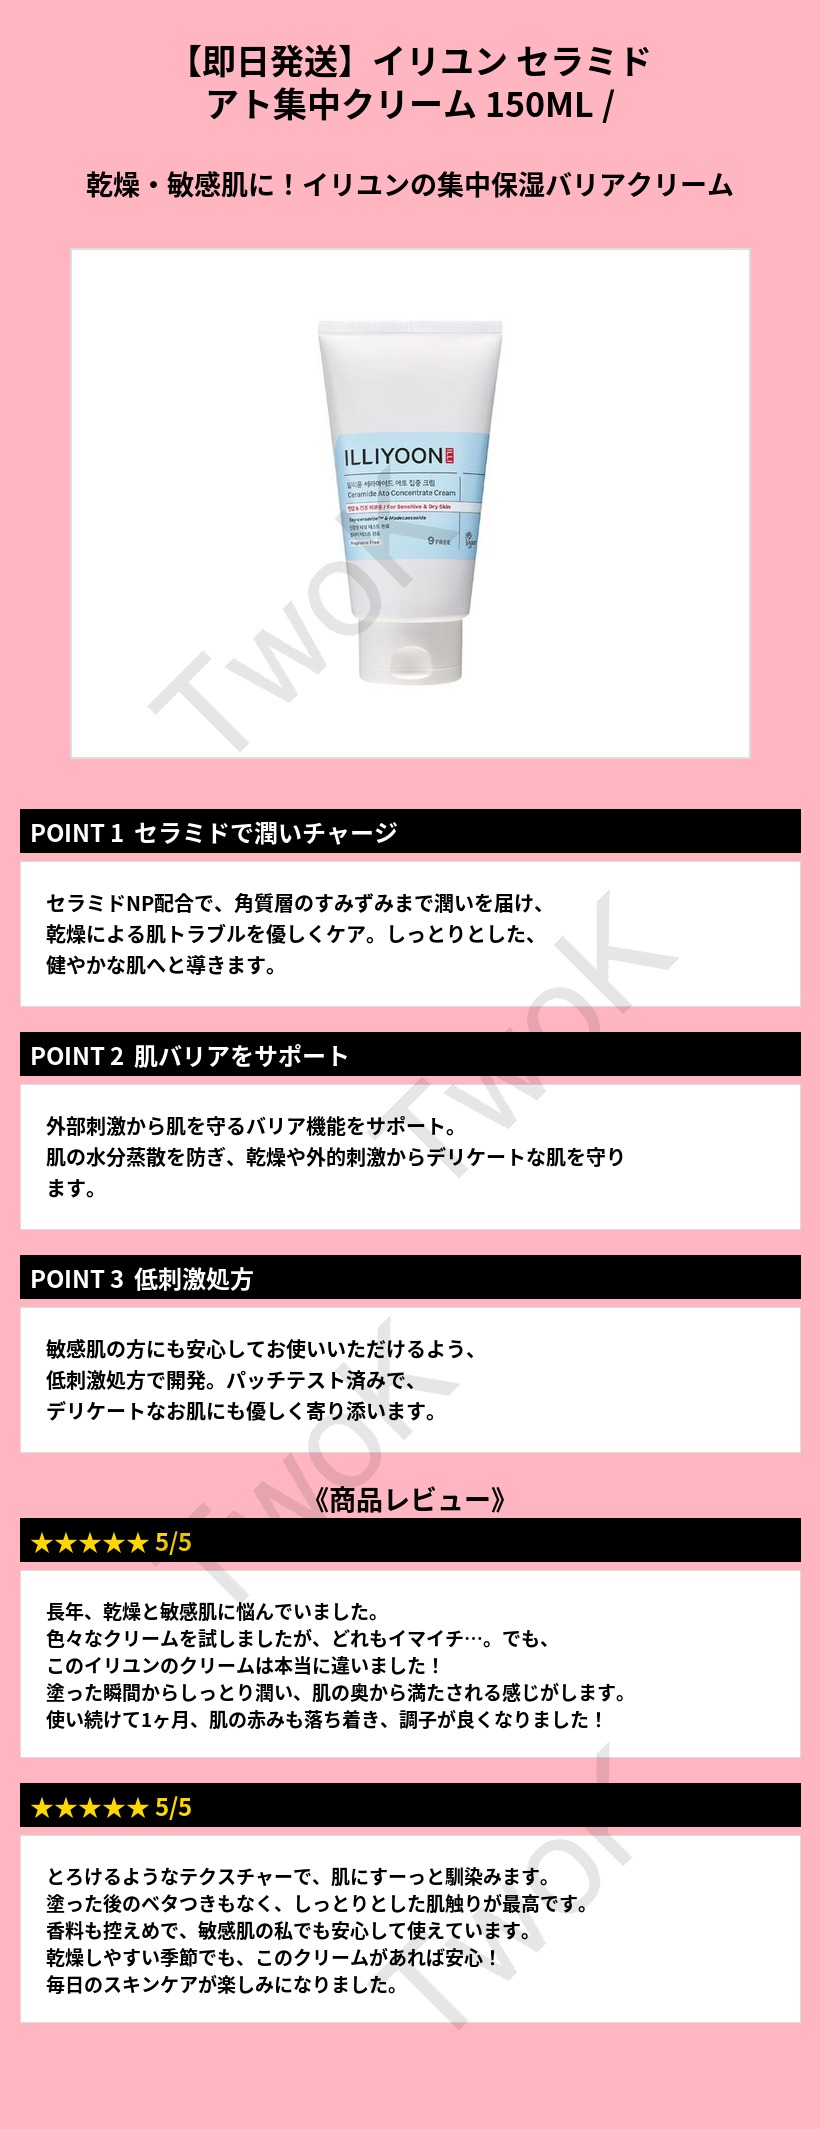 【即日発送】イリユン セラミド
アト集中クリーム 150ML /
乾燥・敏感肌に！イリユンの集中保湿バリアクリーム
ILLIYOON
일리윤 세라마이드 아토 집중 크림
Ceramide Ato Concentrate Cream
민감 & 건조 피부용 / For Sensitive & Dry Skin
Soy-ceramide™ & Madecassoside
Fragrance Free
9 FREE
TwoK
POINT 1 セラミドで潤いチャージ
セラミドNP配合で、角質層のすみずみまで潤いを届け、
乾燥による肌トラブルを優しくケア。しっとりとした、
健やかな肌へと導きます。
TwoK
POINT 2 肌バリアをサポート
外部刺激から肌を守るバリア機能をサポート。
肌の水分蒸散を防ぎ、乾燥や外的刺激からデリケートな肌を守り
ます。
POINT 3 低刺激処方
敏感肌の方にも安心してお使いいただけるよう、
低刺激処方で開発。パッチテスト済みで、
デリケートなお肌にも優しく寄り添います。
TwoK
《商品レビュー》
★★★★★ 5/5
長年、乾燥と敏感肌に悩んでいました。
色々なクリームを試しましたが、どれもイマイチ…。でも、
このイリユンのクリームは本当に違いました！
塗った瞬間からしっとり潤い、肌の奥から満たされる感じがします。
使い続けて1ヶ月、肌の赤みも落ち着き、調子が良くなりました！
★★★★★ 5/5
とろけるようなテクスチャーで、肌にすーっと馴染みます。
塗った後のベタつきもなく、しっとりとした肌触りが最高です。
香料も控えめで、敏感肌の私でも安心して使えています。
乾燥しやすい季節でも、このクリームがあれば安心！
毎日のスキンケアが楽しみになりました。
TwoK